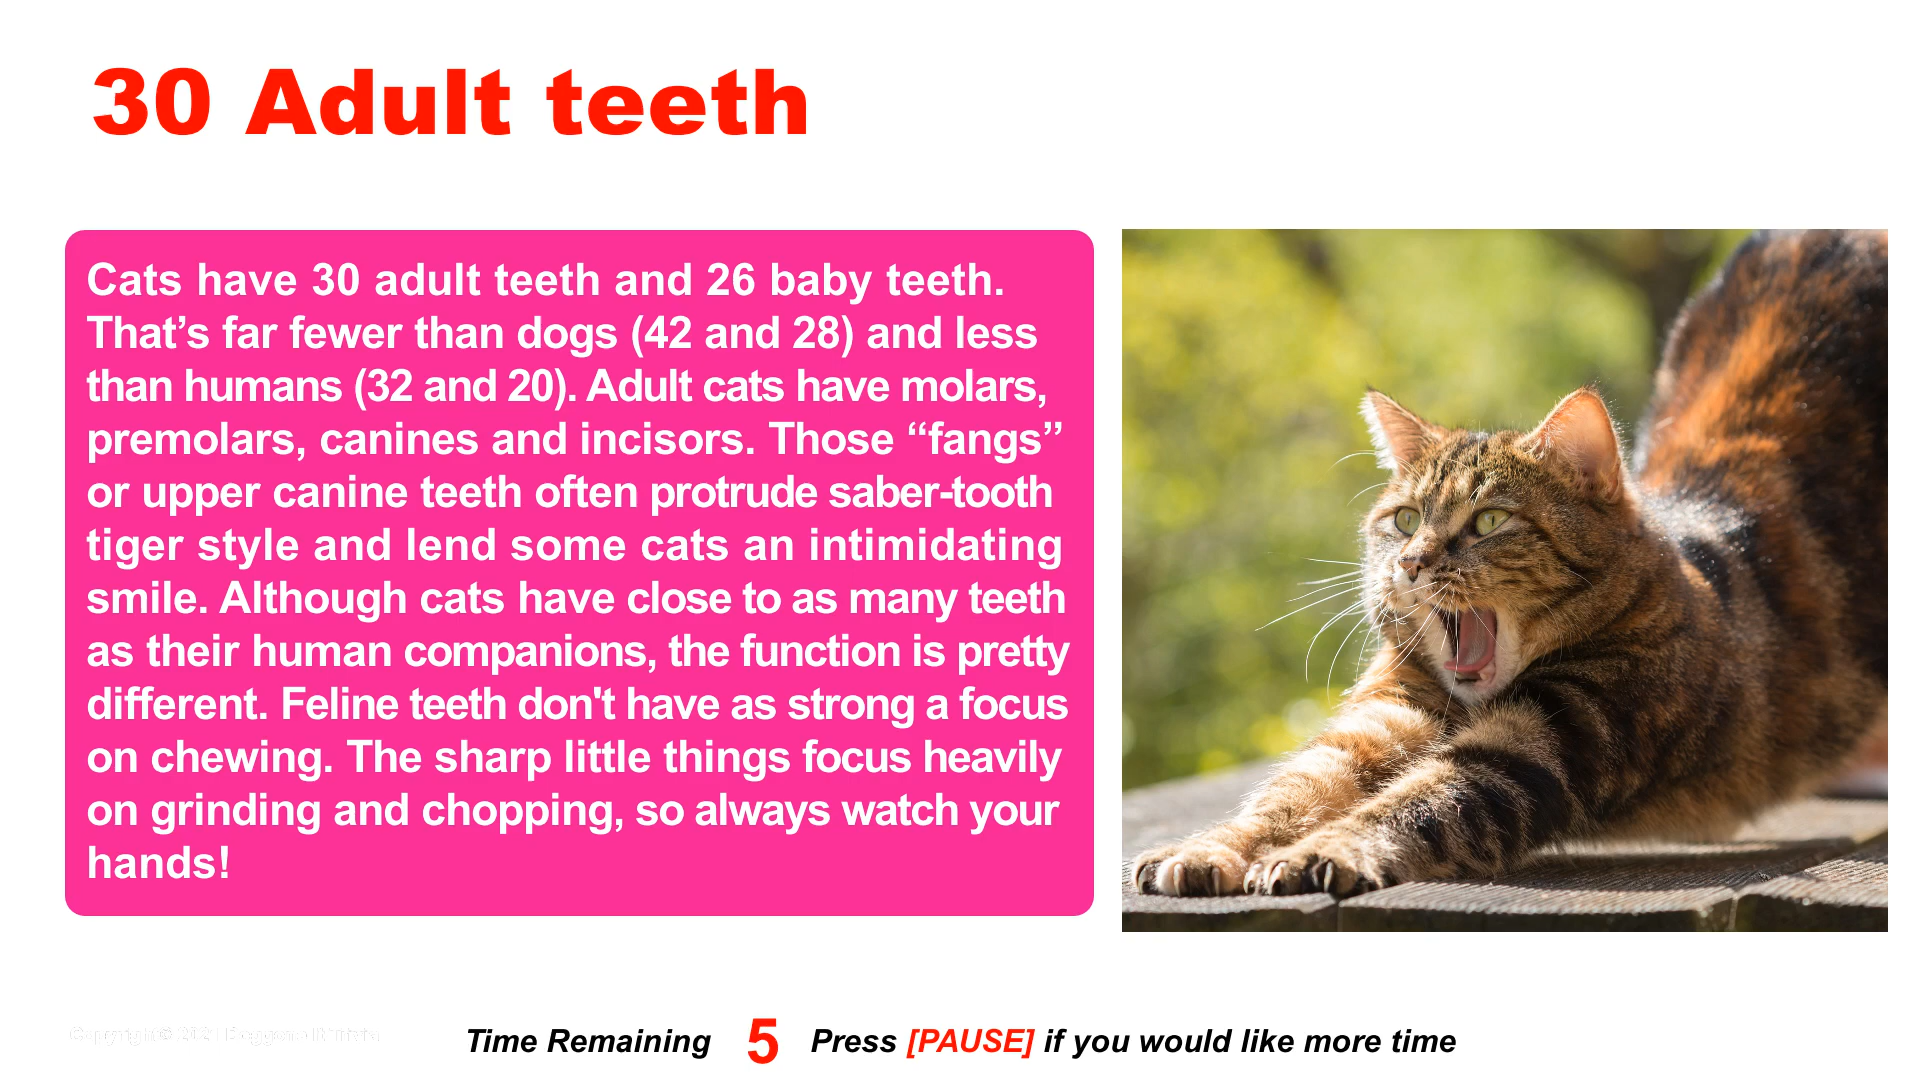 30 Adult teeth
Cats have 30 adult teeth and 26 baby teeth.
That’s far fewer than dogs (42 and 28) and less
than humans (32 and 20). Adult cats have molars,
premolars, canines and incisors. Those “fangs”
or upper canine teeth often protrude saber-tooth
tiger style and lend some cats an intimidating
smile. Although cats have close to as many teeth
as their human companions, the function is pretty
different. Feline teeth don't have as strong a focus
on chewing. The sharp little things focus heavily
on grinding and chopping, so always watch your
hands!
Time Remaining 5 Press [PAUSE] if you would like more time